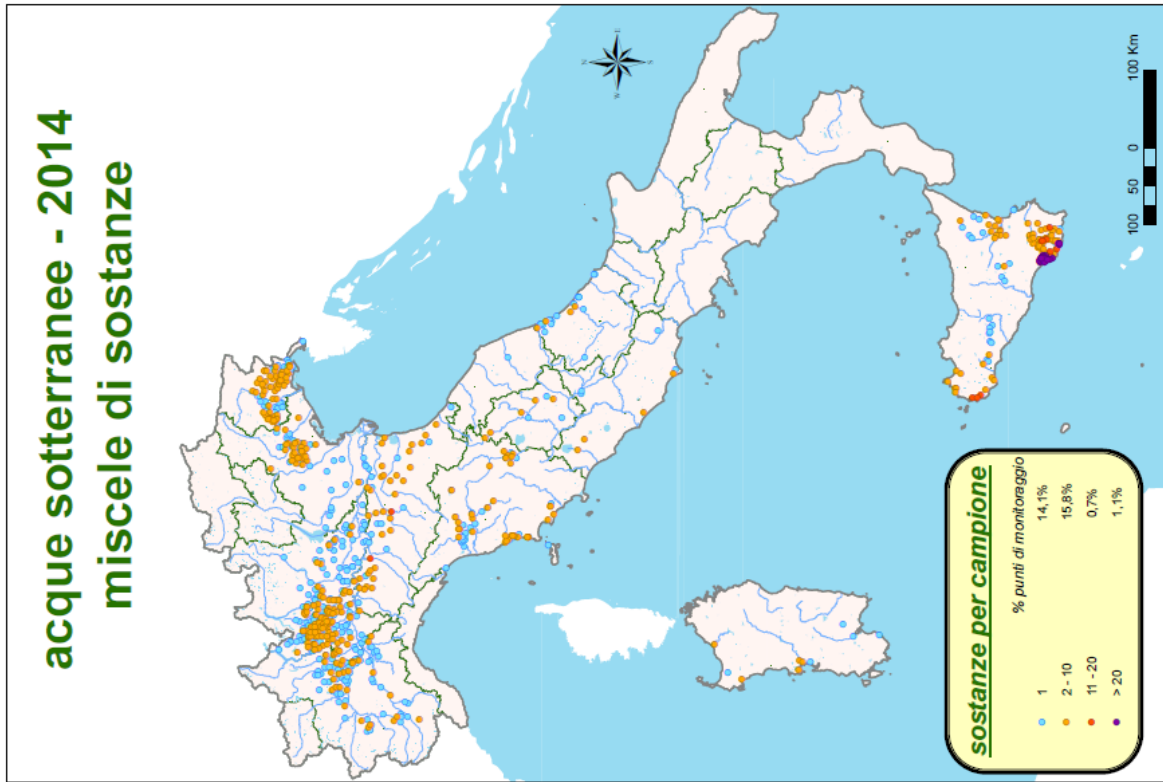 acque sotterranee - 2014
miscele di sostanze
N
sostanze per campione
% punti di monitoraggio
1 14,1%
2 - 10 15,8%
11 - 20 0,7%
> 20 1,1%
100 50 0 100 Km